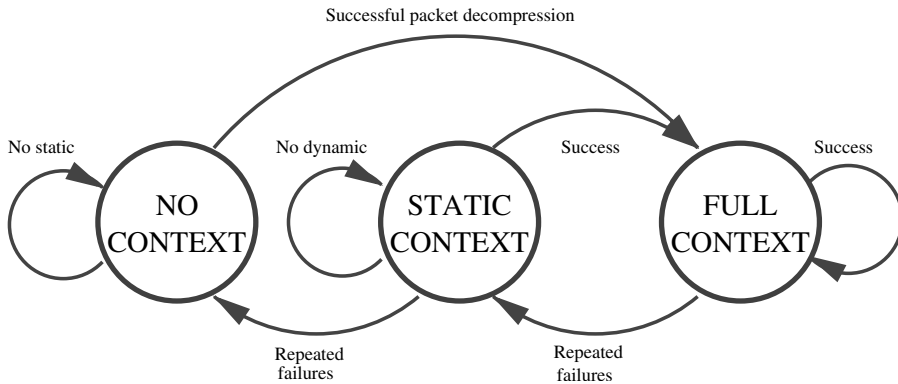 Successful packet decompression
No static
No dynamic
Success
Success
NO
CONTEXT
STATIC
CONTEXT
FULL
CONTEXT
Repeated
failures
Repeated
failures